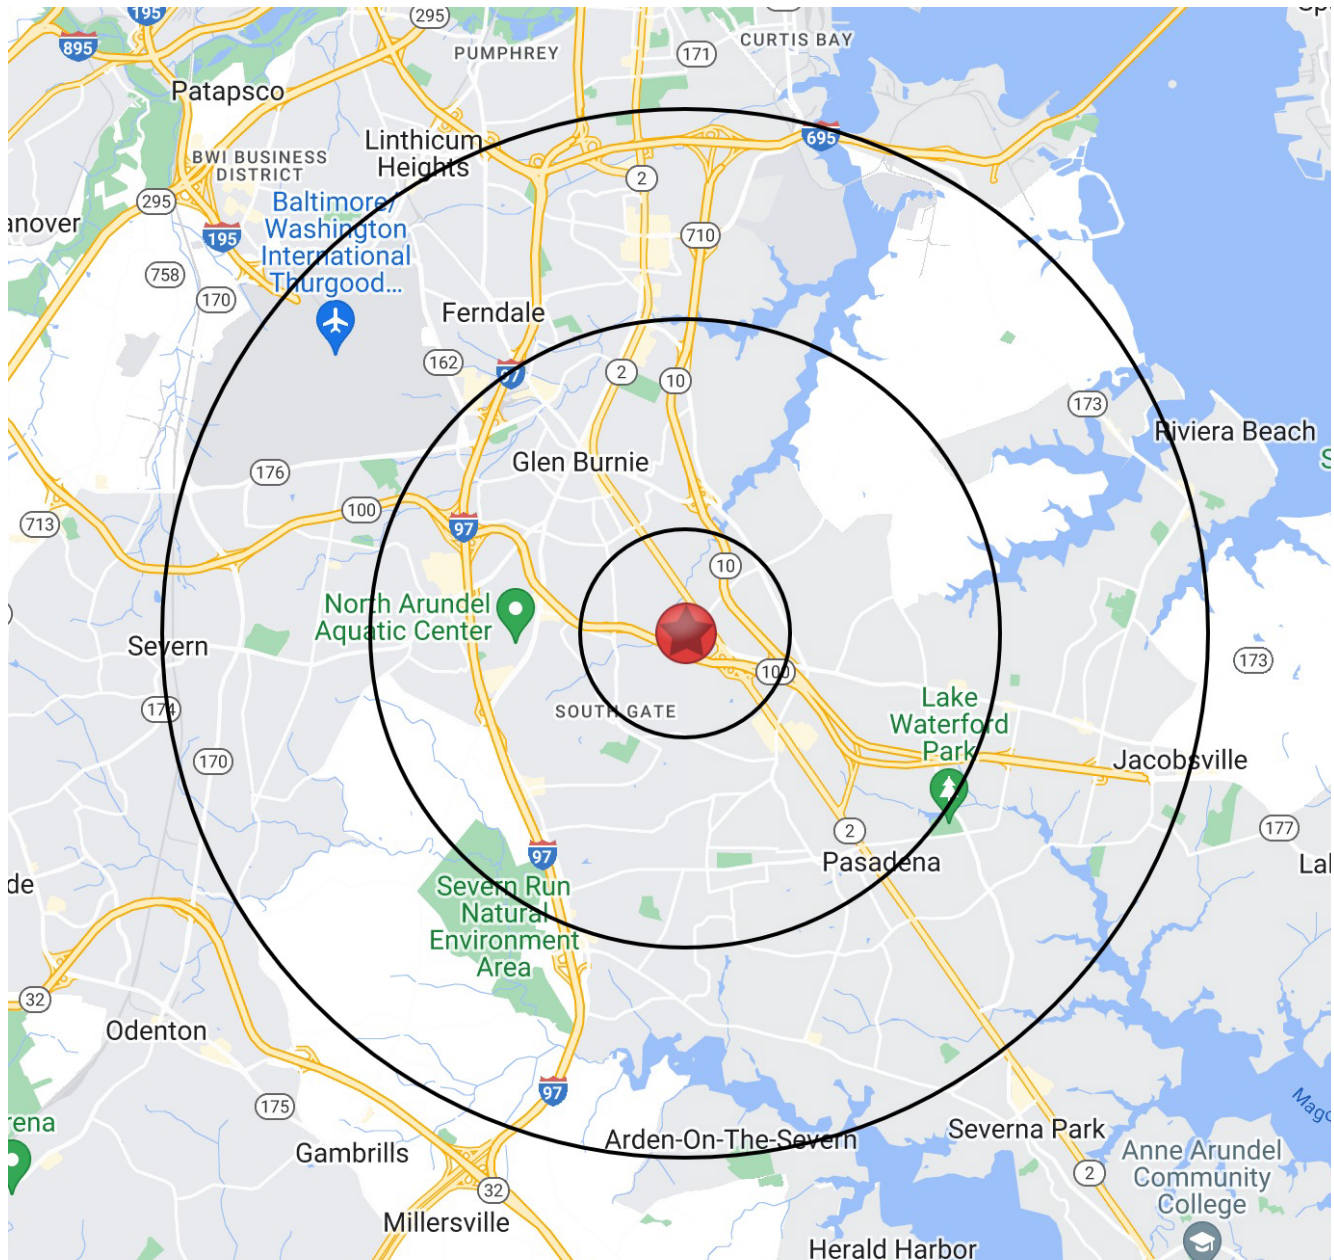 195
295
895
PUMPHREY
171
CURTIS BAY
Patapsco
Linthicum
Heights
695
BWI BUSINESS
DISTRICT
2
295
Baltimore/
Washington
International
Thurgood...
anover
195
710
758
170
Ferndale
162
97
2
10
173
Riviera Beach
Glen Burnie
176
100
713
97
10
North Arundel
Aquatic Center
Severn
173
100
SOUTH GATE
174
Lake
Waterford
Park
170
Jacobsville
2
177
97
Pasadena
Lal
de
Severn Run
Natural
Environment
Area
32
Odenton
97
175
Mago
rena
Arden-On-The-Severn
Severna Park
Gambrills
Anne Arundel
Community
College
2
32
Millersville
Herald Harbor